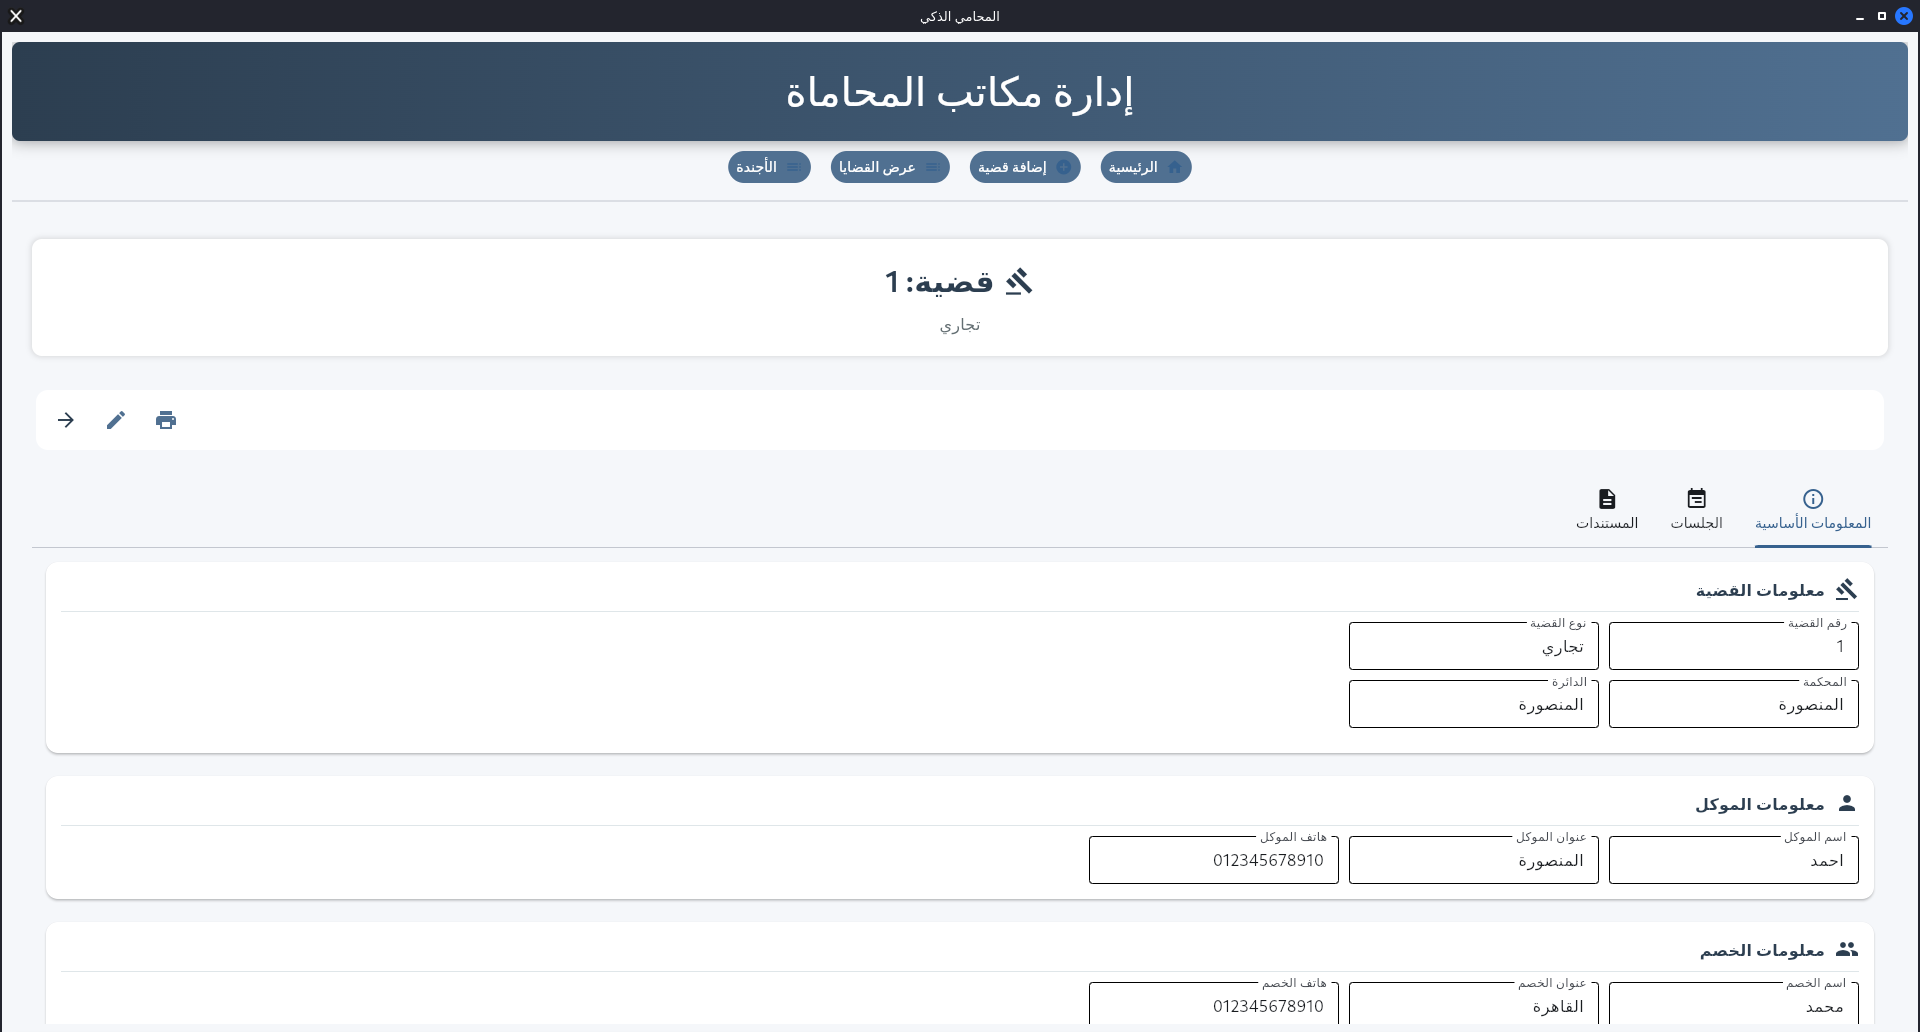 المحامي الذكي
إدارة مكاتب المحاماة
الرئيسية
إضافة قضية
عرض القضايا
الأجندة
قضية: 1
تجاري
المعلومات الأساسية
الجلسات
المستندات
معلومات القضية
رقم القضية
1
نوع القضية
تجاري
المحكمة
المنصورة
الدائرة
المنصورة
معلومات الموكل
اسم الموكل
احمد
عنوان الموكل
المنصورة
هاتف الموكل
012345678910
معلومات الخصم
اسم الخصم
محمد
عنوان الخصم
القاهرة
هاتف الخصم
012345678910